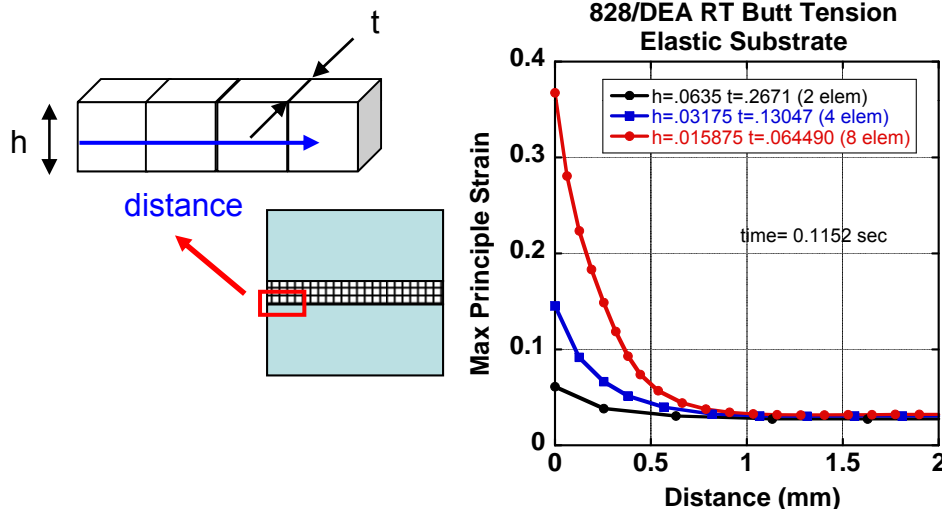 t
h
distance
828/DEA RT Butt Tension
Elastic Substrate
h=.0635 t=.2671 (2 elem)
h=.03175 t=.13047 (4 elem)
h=.015875 t=.064490 (8 elem)
time= 0.1152 sec
Max Principle Strain
0.4
0.3
0.2
0.1
0
0
0.5
1
1.5
2
Distance (mm)